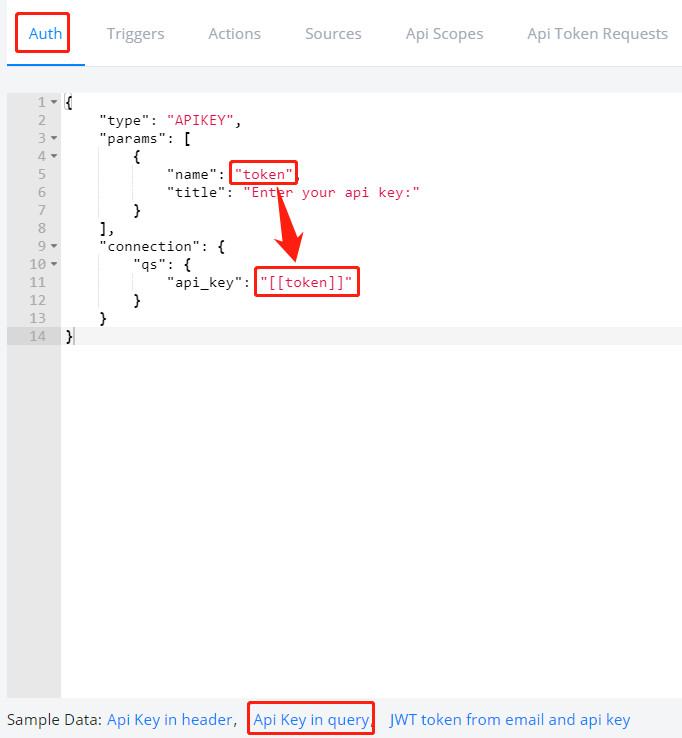 Auth Triggers Actions Sources Api Scopes Api Token Requests
1 {
2 "type": "APIKEY",
3 "params": [
4 {
5 "name": "token",
6 "title": "Enter your api key:"
7 }
8 ],
9 "connection": {
10 "qs": {
11 "api_key": "[[token]]"
12 }
13 }
14 }
Sample Data: Api Key in header, Api Key in query, JWT token from email and api key